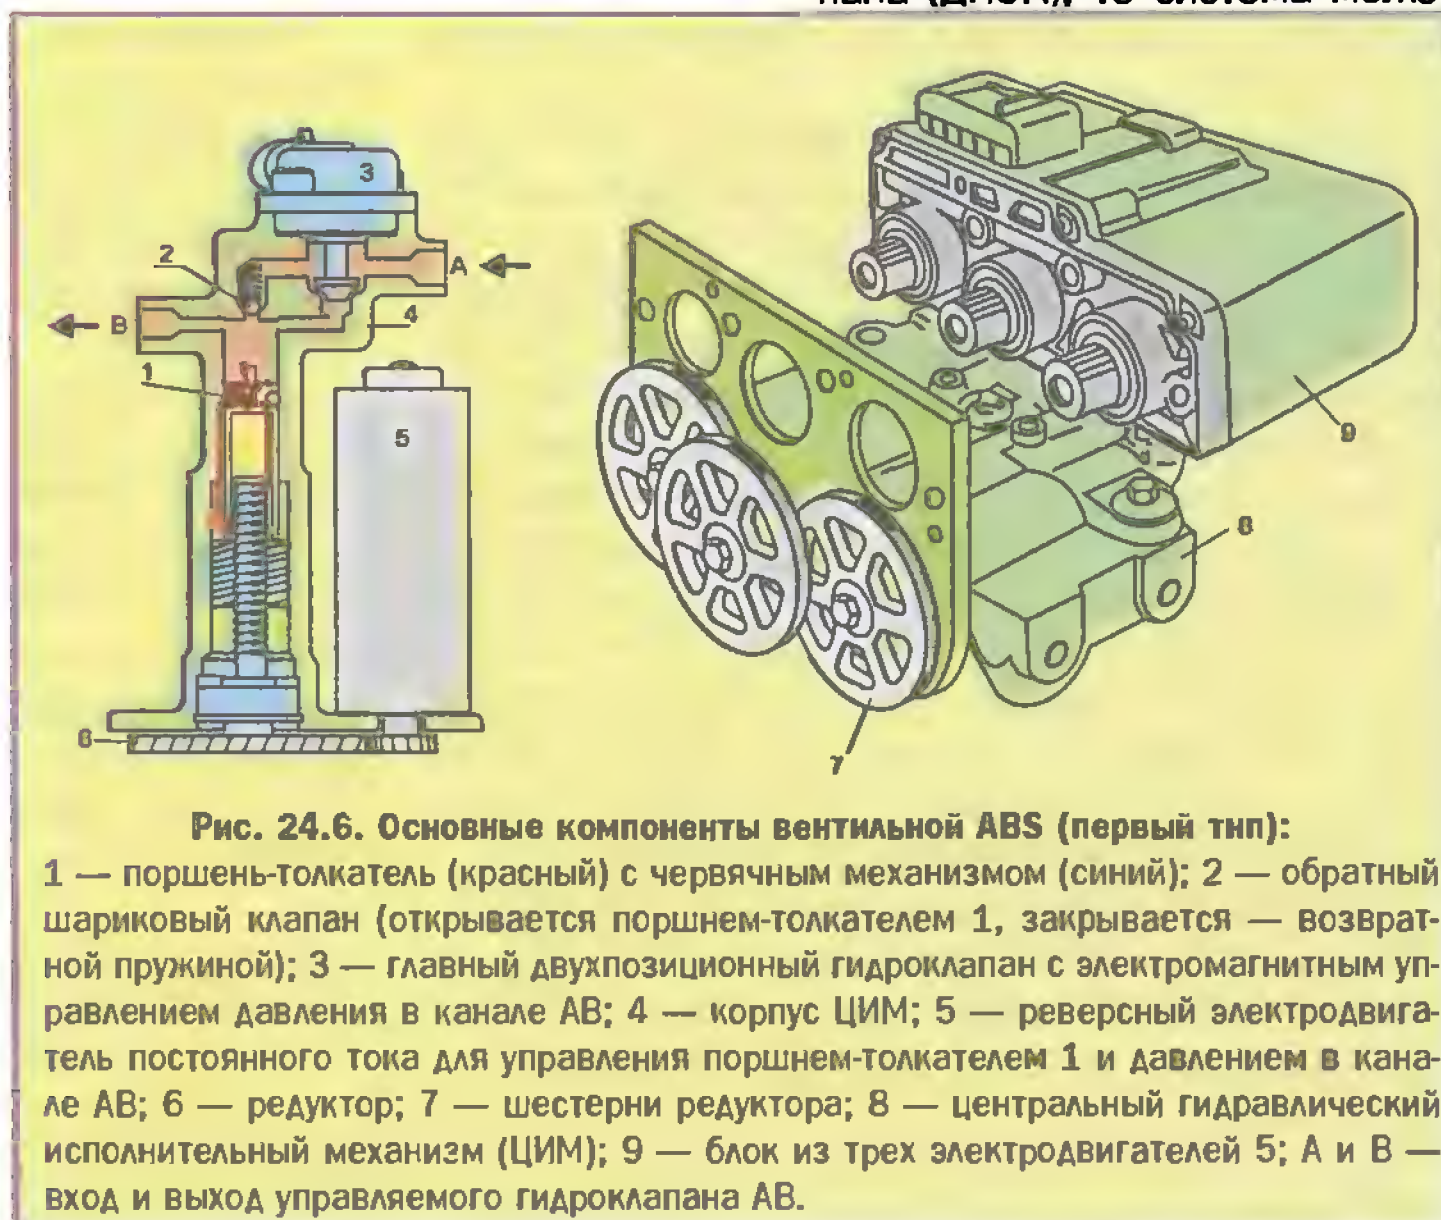 3
2
A
B
4
1
5
6
9
8
7
Рис. 24.6. Основные компоненты вентильной ABS (первый тнп):
1 — поршень-толкатель (красный) с червячным механизмом (синий); 2 — обратный
шариковый клапан (открывается поршнем-толкателем 1, закрывается — возврат-
ной пружиной); 3 — главный двухпозиционный гидроклапан с электромагнитным уп-
равлением давления в канале АВ; 4 — корпус ЦИМ; 5 — реверсный электродвига-
тель постоянного тока для управления поршнем-толкателем 1 и давлением в кана-
ле АВ; 6 — редуктор; 7 — шестерни редуктора; 8 — центральный гидравлический
исполнительный механизм (ЦИМ); 9 — блок из трех электродвигателей 5; А и В —
вход и выход управляемого гидроклапана АВ.